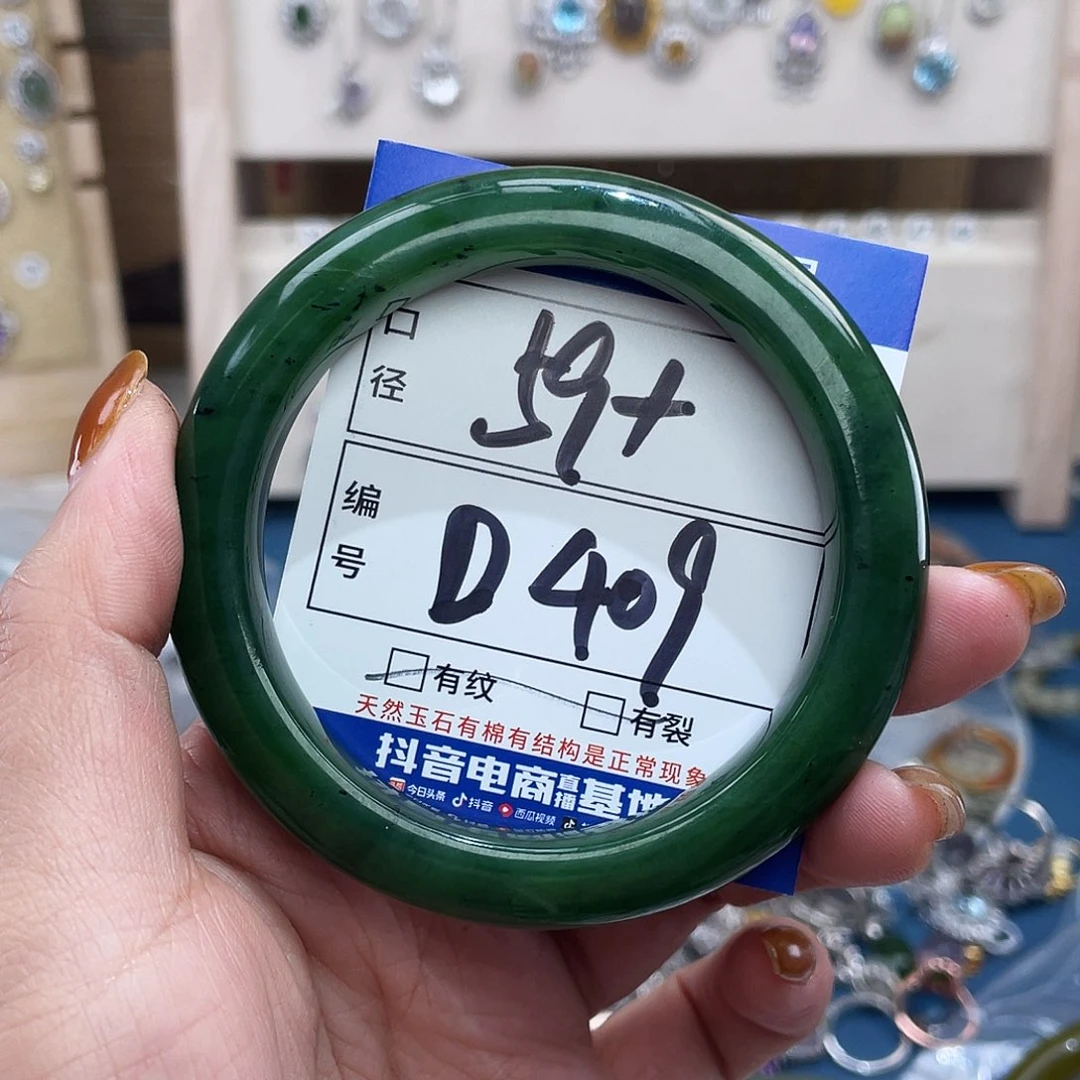 口径
59+
编号
D409
□有纹 □有裂
天然玉石有棉有结构是正常现象
抖音电商直播基地
今日头条 抖音 西瓜视频